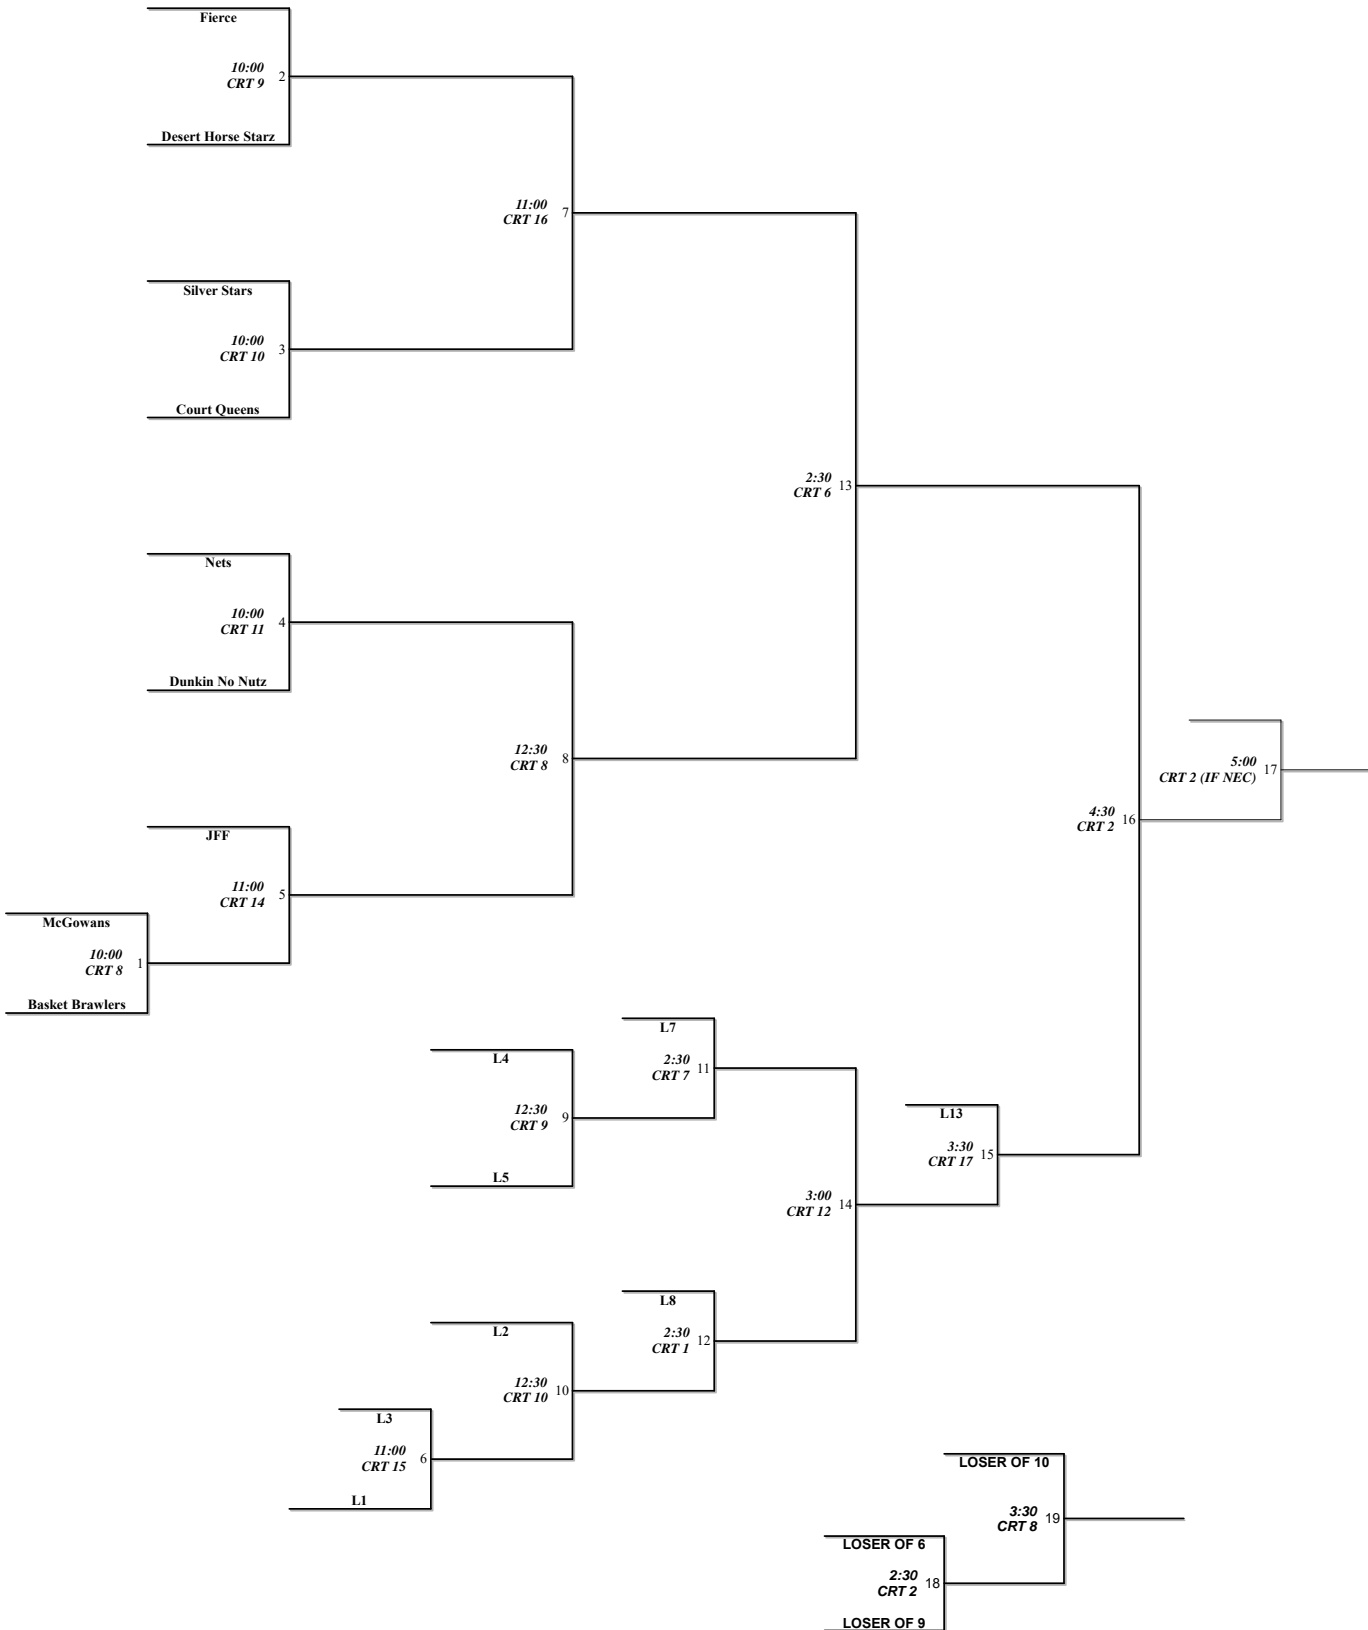 Fierce
10:00
CRT 9
2
Desert Horse Starz
11:00
CRT 16
7
Silver Stars
10:00
CRT 10
3
Court Queens
2:30
CRT 6
13
Nets
10:00
CRT 11
4
Dunkin No Nutz
12:30
CRT 8
8
5:00
CRT 2 (IF NEC)
17
4:30
CRT 2
16
JFF
11:00
CRT 14
5
McGowans
10:00
CRT 8
1
Basket Brawlers
L7
2:30
CRT 7
11
L4
12:30
CRT 9
9
L5
L13
3:30
CRT 17
15
3:00
CRT 12
14
L8
2:30
CRT 1
12
L2
12:30
CRT 10
10
L3
11:00
CRT 15
6
L1
LOSER OF 10
3:30
CRT 8
19
LOSER OF 6
2:30
CRT 2
18
LOSER OF 9